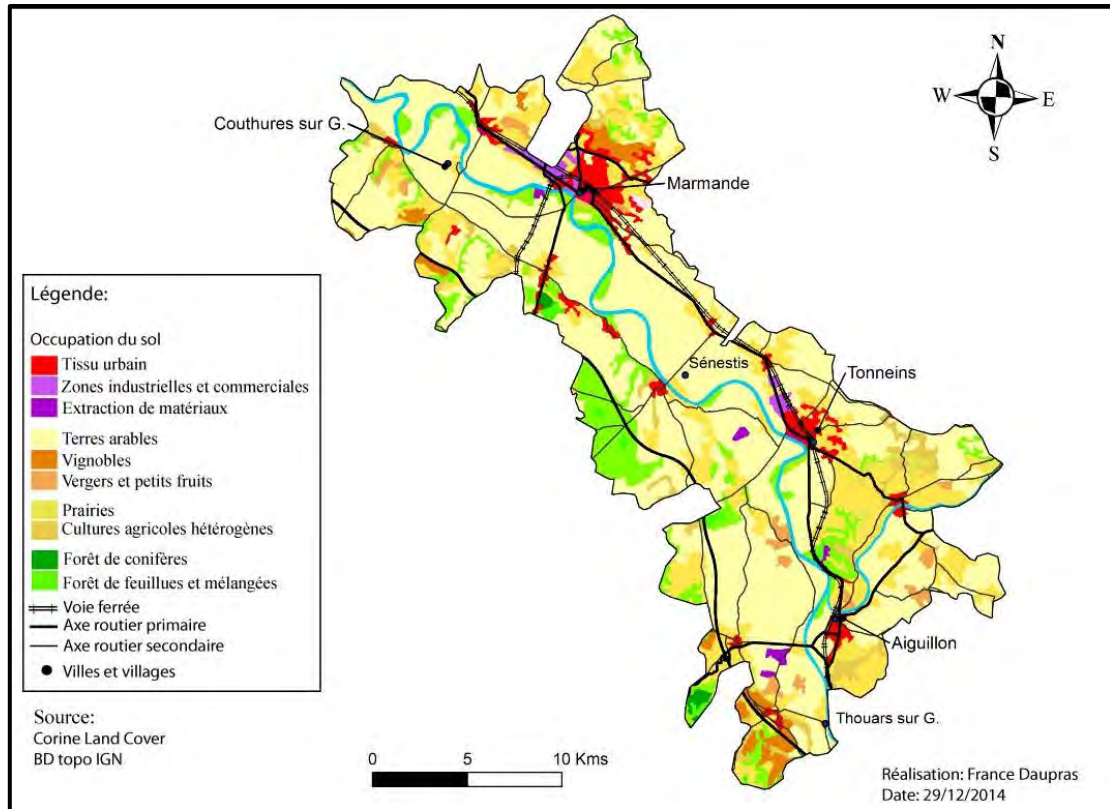 N
W
E
S
Couthures sur G.
Marmande
Sénestis
Tonneins
Aiguillon
Thouars sur G.
Légende:
Occupation du sol
Tissu urbain
Zones industrielles et commerciales
Extraction de matériaux
Terres arables
Vignobles
Vergers et petits fruits
Prairies
Cultures agricoles hétérogènes
Forêt de conifères
Forêt de feuillues et mélangées
Voie ferrée
Axe routier primaire
Axe routier secondaire
Villes et villages
Source:
Corine Land Cover
BD topo IGN
0 5 10 Kms
Réalisation: France Daupras
Date: 29/12/2014